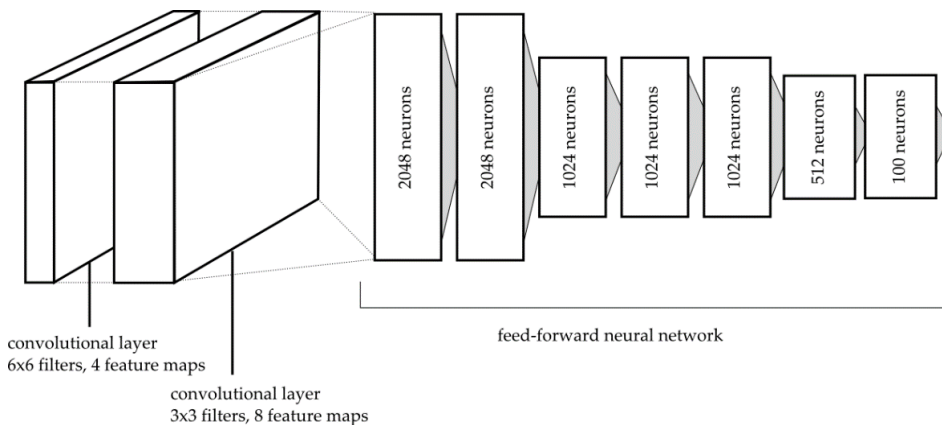 2048 neurons
2048 neurons
1024 neurons
1024 neurons
1024 neurons
512 neurons
100 neurons
feed-forward neural network
convolutional layer
6x6 filters, 4 feature maps
convolutional layer
3x3 filters, 8 feature maps